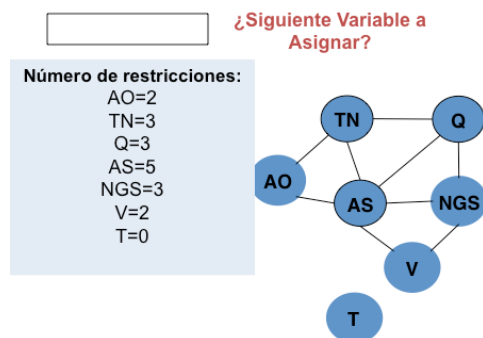 ¿Siguiente Variable a
Asignar?
Número de restricciones:
AO=2
TN=3
Q=3
AS=5
NGS=3
V=2
T=0
TN
Q
AO
AS
NGS
V
T